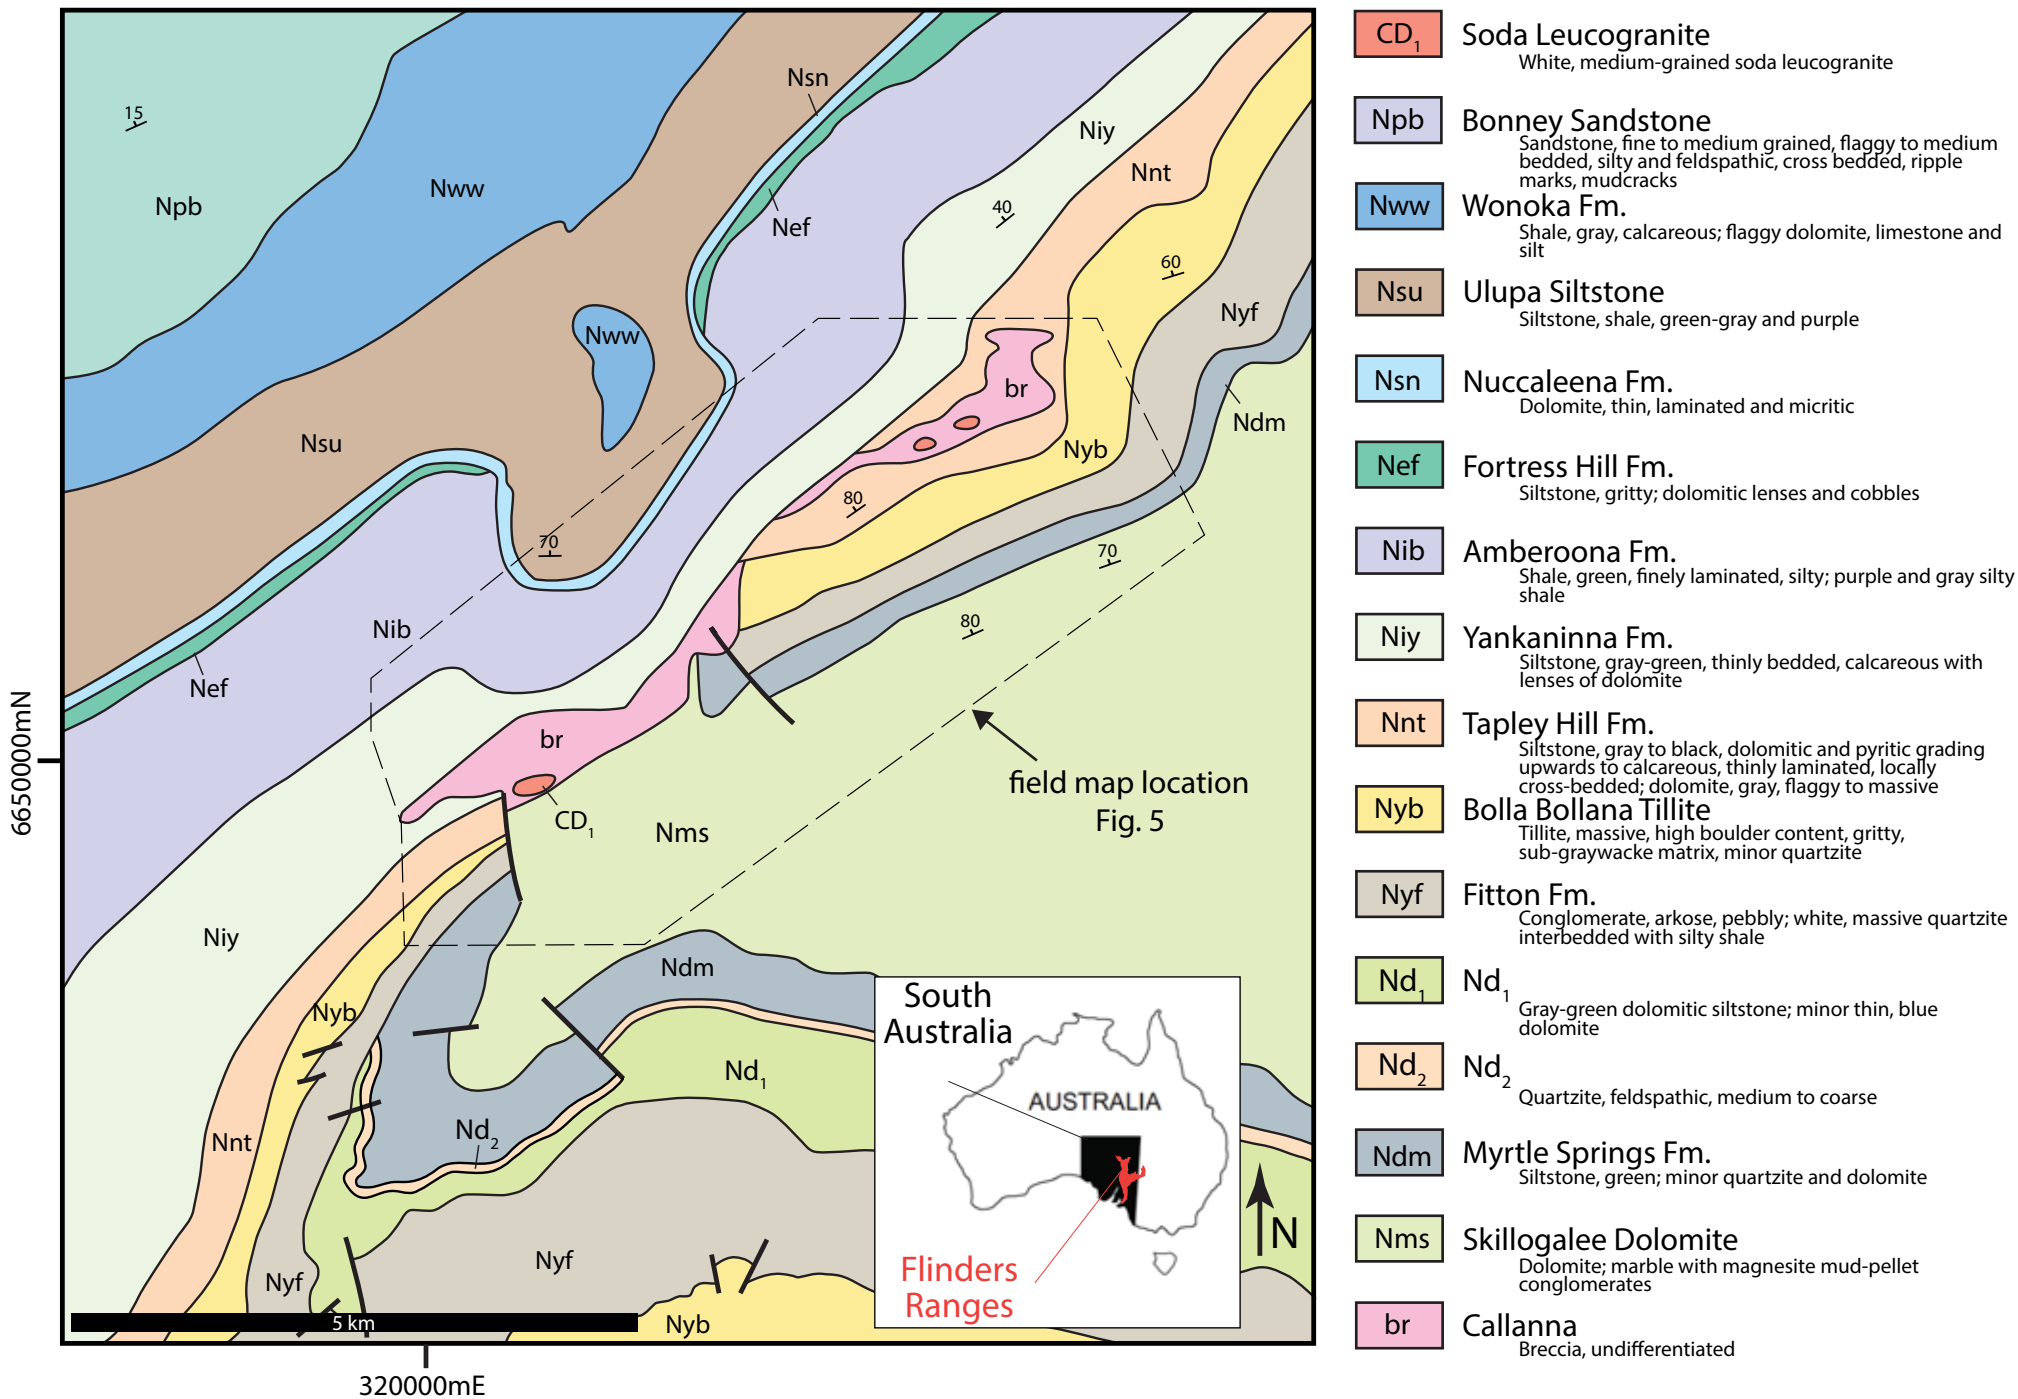 15
Npb
Nww
Nsn
Nef
Niy
Nnt
40
60
Nyf
Nww
br
Ndm
Nsu
Nyb
80
70
70
80
Nib
Nef
br
field map location
Fig. 5
CD1
Nms
Niy
Ndm
Nyb
Nd1
Nd2
Nnt
Nyf
Nyf
Nyb
5 km
6650000mN
320000mE
South
Australia
AUSTRALIA
Flinders
Ranges
N
CD1 Soda Leucogranite
White, medium-grained soda leucogranite
Npb Bonney Sandstone
Sandstone, fine to medium grained, flaggy to medium
bedded, silty and feldspathic, cross bedded, ripple
marks, mudcracks
Nww Wonoka Fm.
Shale, gray, calcareous; flaggy dolomite, limestone and
silt
Nsu Ulupa Siltstone
Siltstone, shale, green-gray and purple
Nsn Nuccaleena Fm.
Dolomite, thin, laminated and micritic
Nef Fortress Hill Fm.
Siltstone, gritty; dolomitic lenses and cobbles
Nib Amberoona Fm.
Shale, green, finely laminated, silty; purple and gray silty
shale
Niy Yankaninna Fm.
Siltstone, gray-green, thinly bedded, calcareous with
lenses of dolomite
Nnt Tapley Hill Fm.
Siltstone, gray to black, dolomitic and pyritic grading
upwards to calcareous, thinly laminated, locally
cross-bedded; dolomite, gray, flaggy to massive
Nyb Bolla Bollana Tillite
Tillite, massive, high boulder content, gritty,
sub-graywacke matrix, minor quartzite
Nyf Fitton Fm.
Conglomerate, arkose, pebbly; white, massive quartzite
interbedded with silty shale
Nd1 Nd1
Gray-green dolomitic siltstone; minor thin, blue
dolomite
Nd2 Nd2
Quartzite, feldspathic, medium to coarse
Ndm Myrtle Springs Fm.
Siltstone, green; minor quartzite and dolomite
Nms Skillogalee Dolomite
Dolomite; marble with magnesite mud-pellet
conglomerates
br Callanna
Breccia, undifferentiated